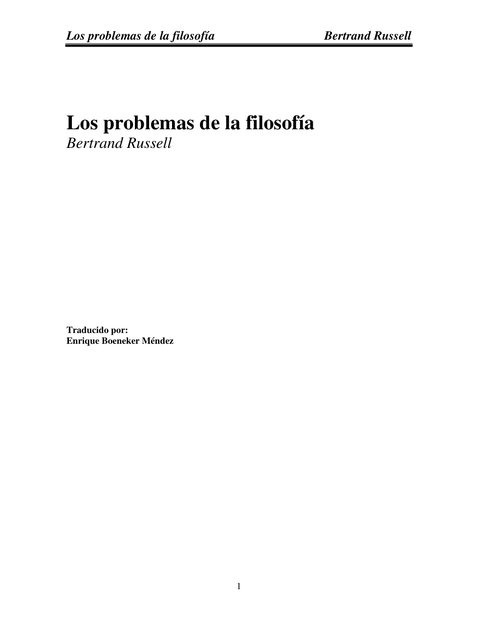 Los problemas de la filosofía Bertrand Russell
Los problemas de la filosofía
Bertrand Russell
Traducido por:
Enrique Boeneker Méndez
1